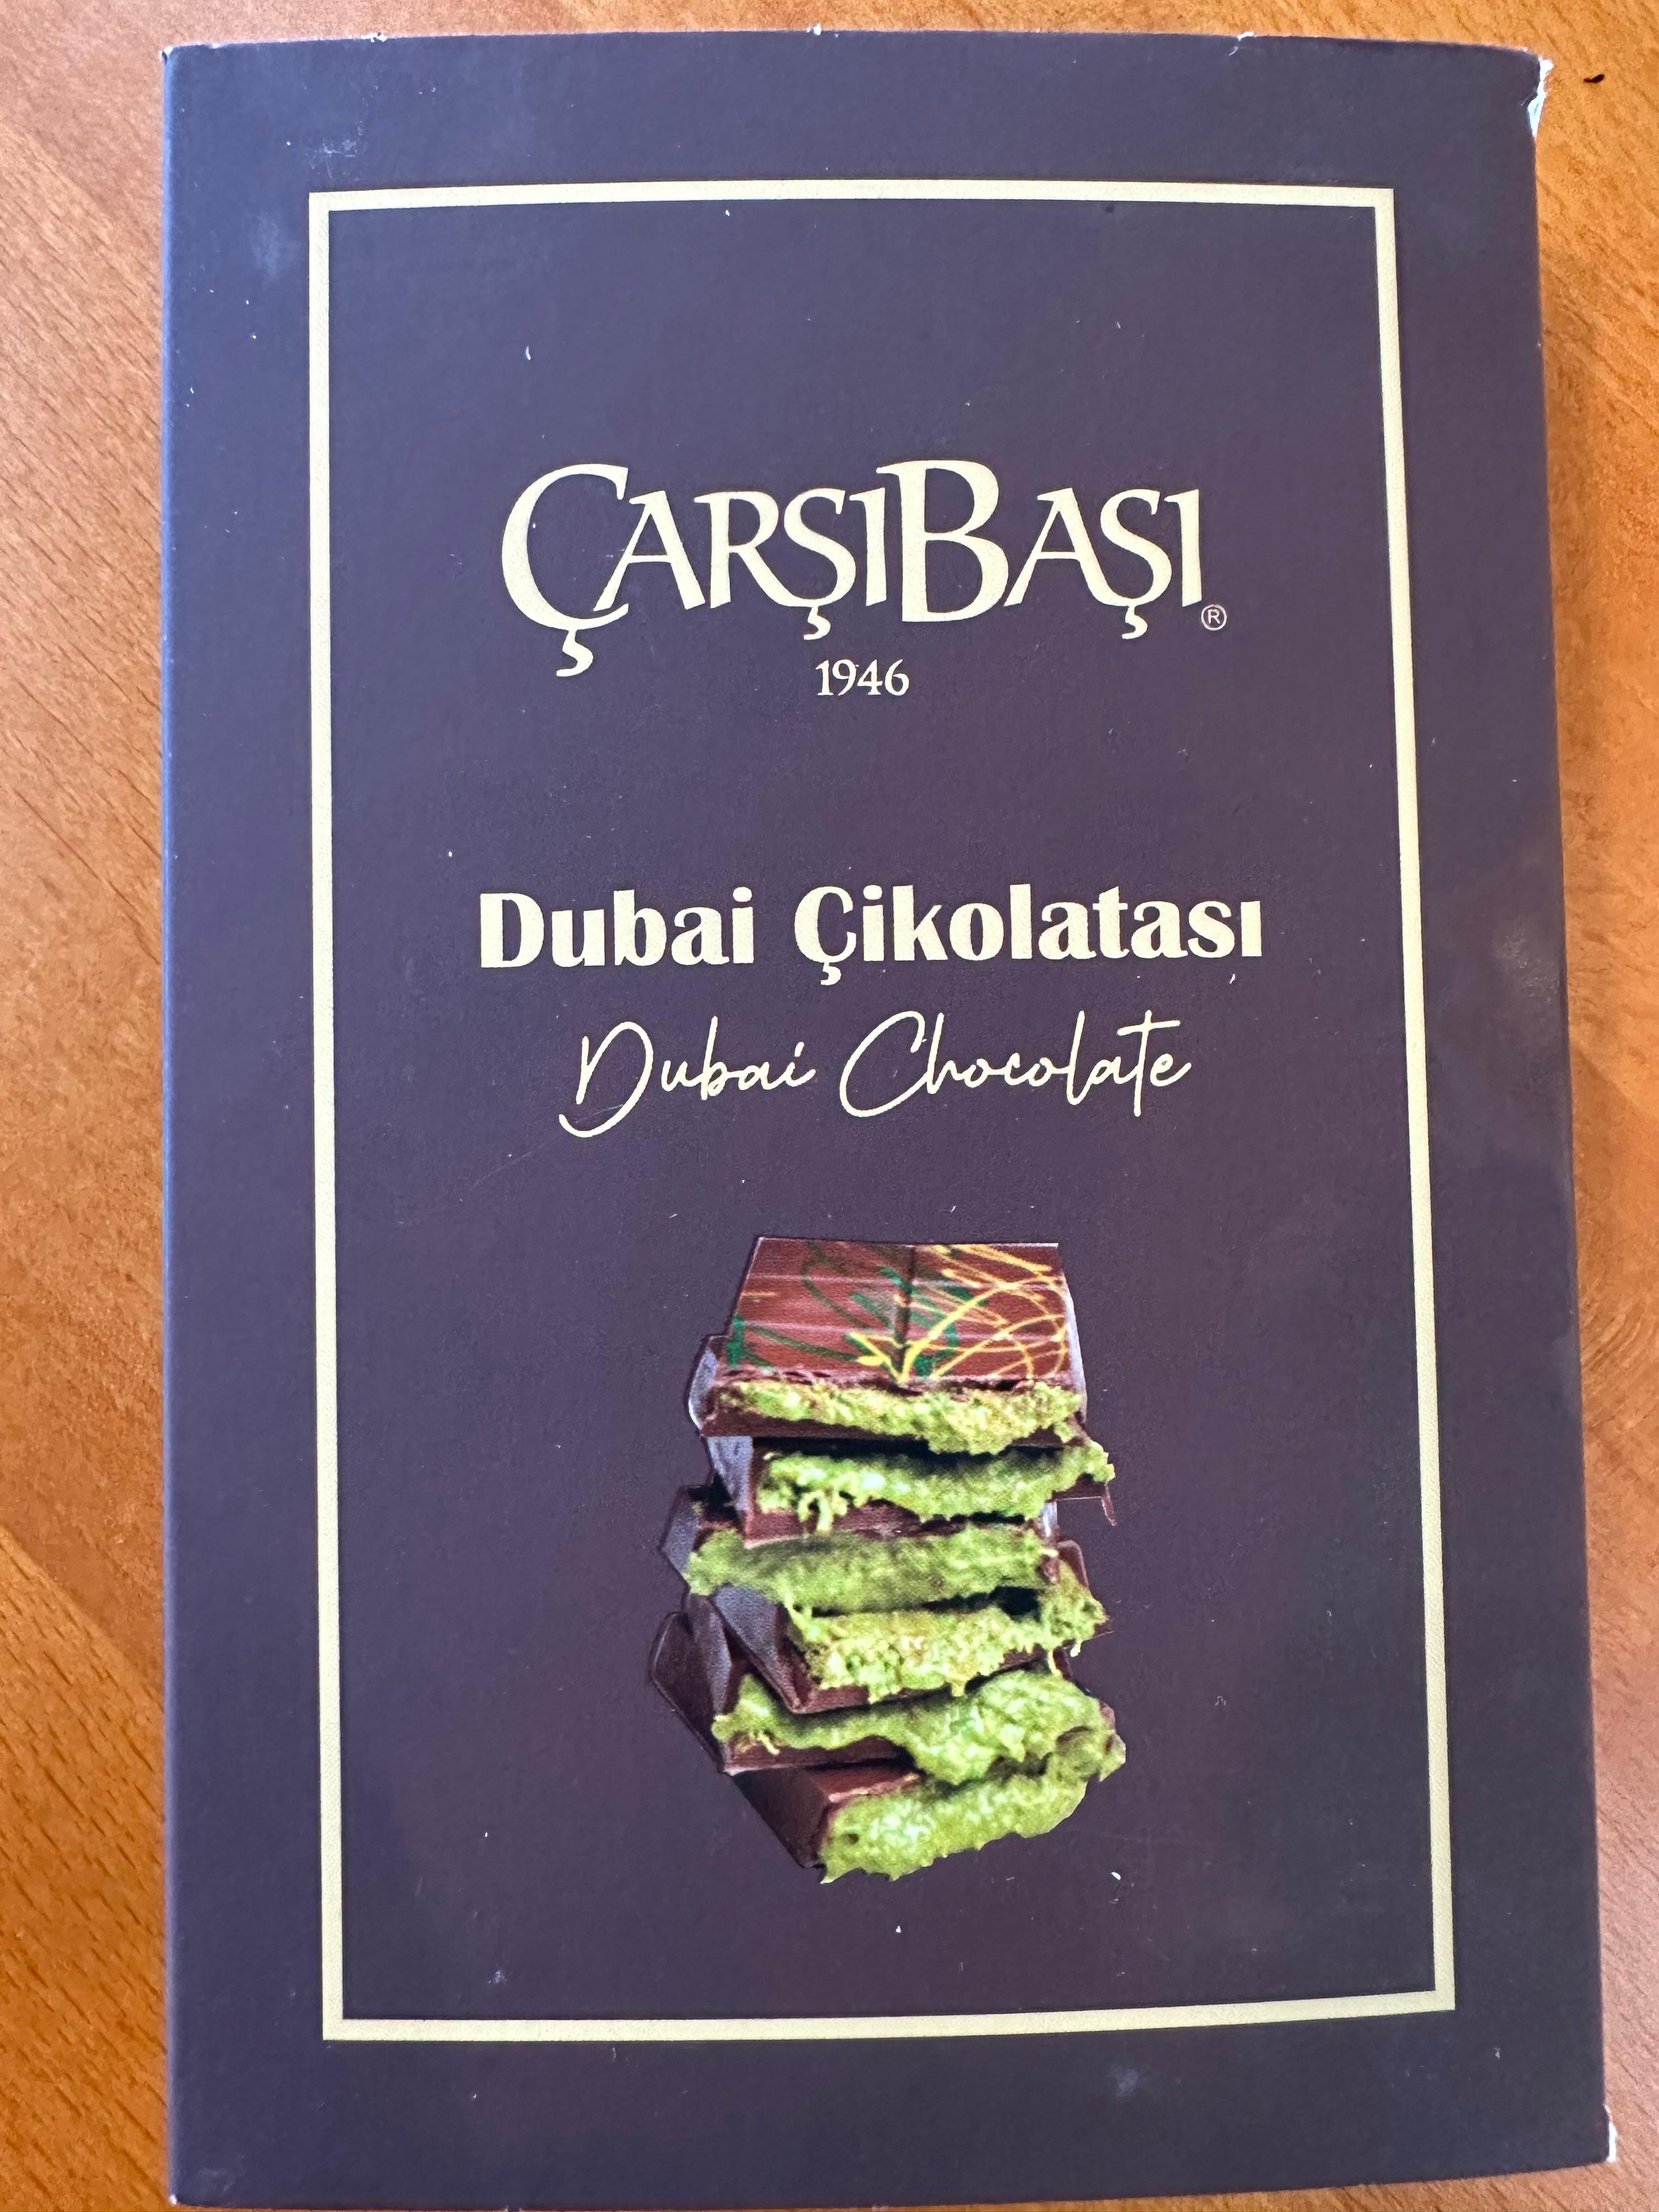 ÇARŞIBAŞI®
1946
Dubai Çikolatası
Dubai Chocolate